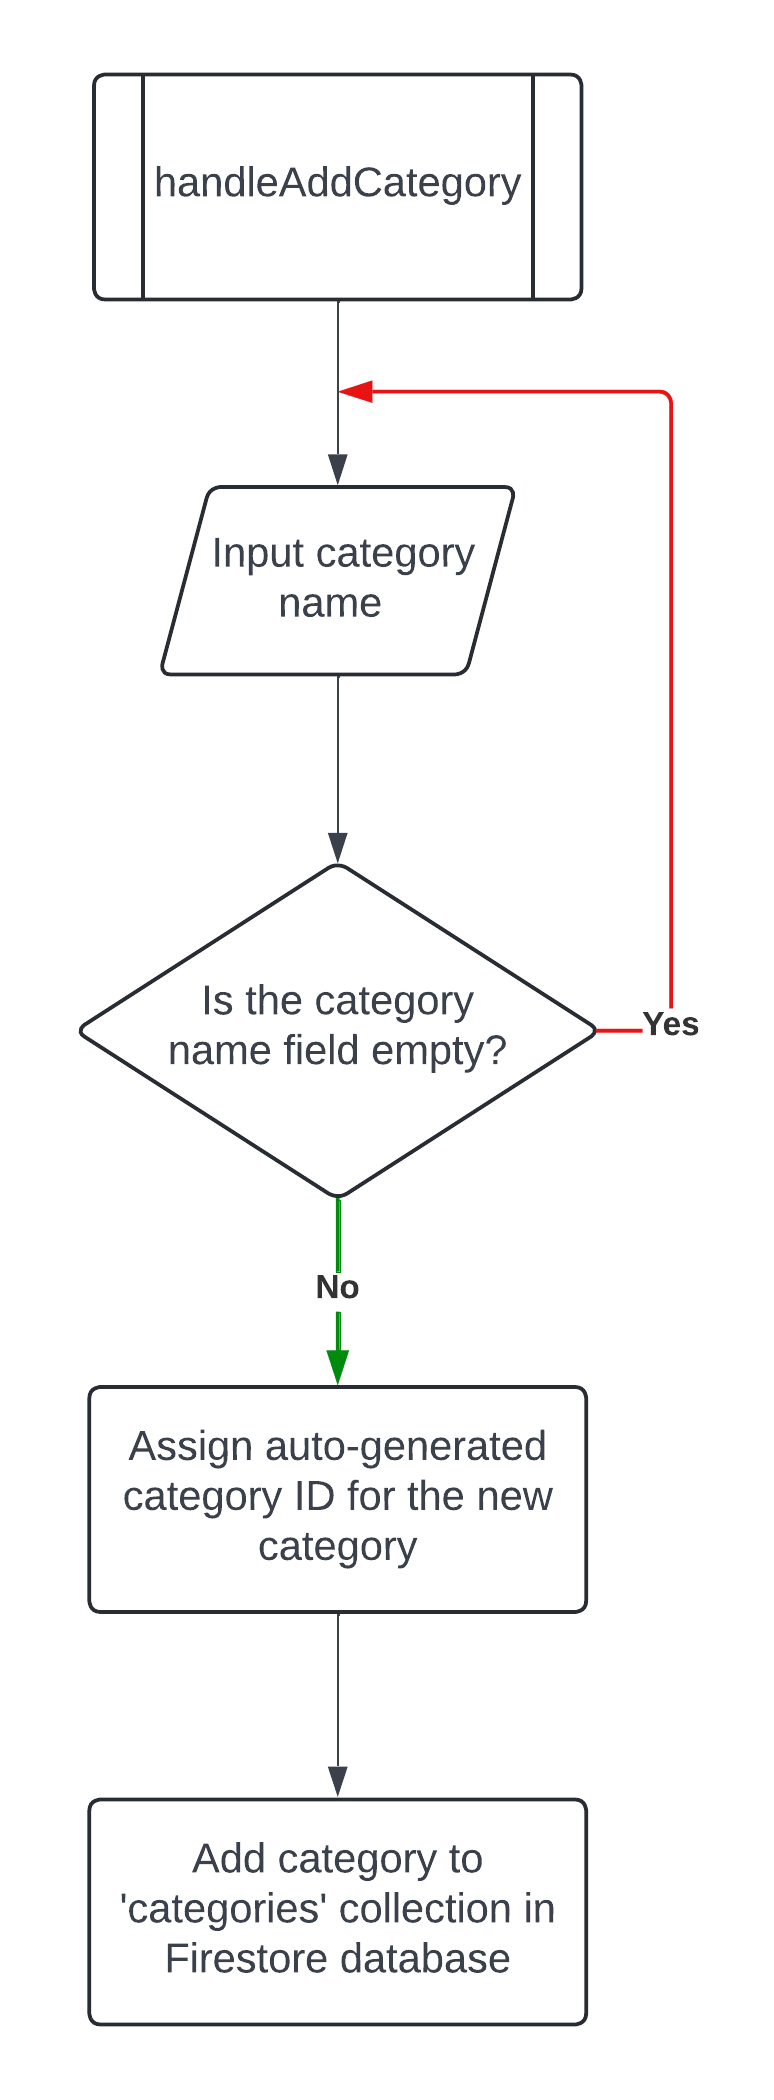 handleAddCategory
Input category
name
Is the category
name field empty?
Yes
No
Assign auto-generated
category ID for the new
category
Add category to
'categories' collection in
Firestore database